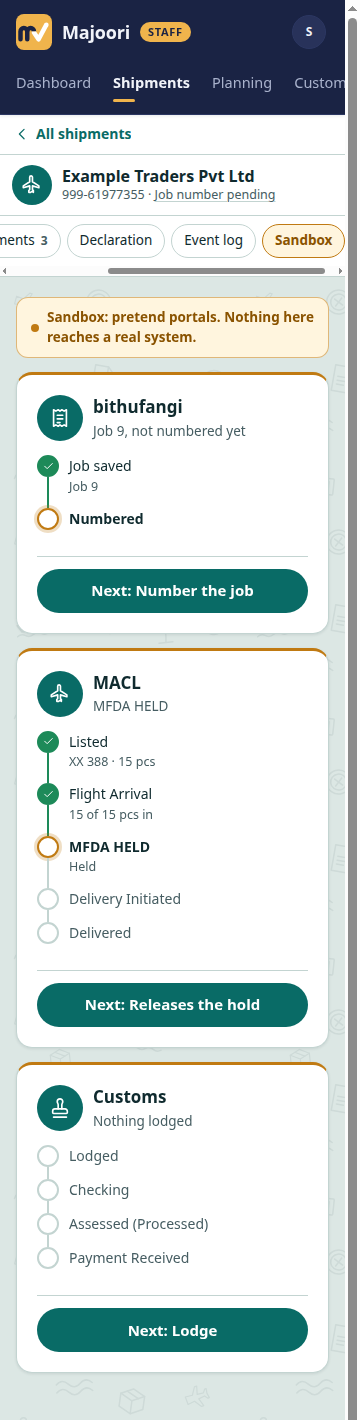 Majoori STAFF S
Dashboard Shipments Planning Custom
All shipments
Example Traders Pvt Ltd
999-61977355 · Job number pending
ments 3 Declaration Event log Sandbox
Sandbox: pretend portals. Nothing here
reaches a real system.
bithufangi
Job 9, not numbered yet
Job saved
Job 9
Numbered
Next: Number the job
MACL
MFDA HELD
Listed
XX 388 · 15 pcs
Flight Arrival
15 of 15 pcs in
MFDA HELD
Held
Delivery Initiated
Delivered
Next: Releases the hold
Customs
Nothing lodged
Lodged
Checking
Assessed (Processed)
Payment Received
Next: Lodge